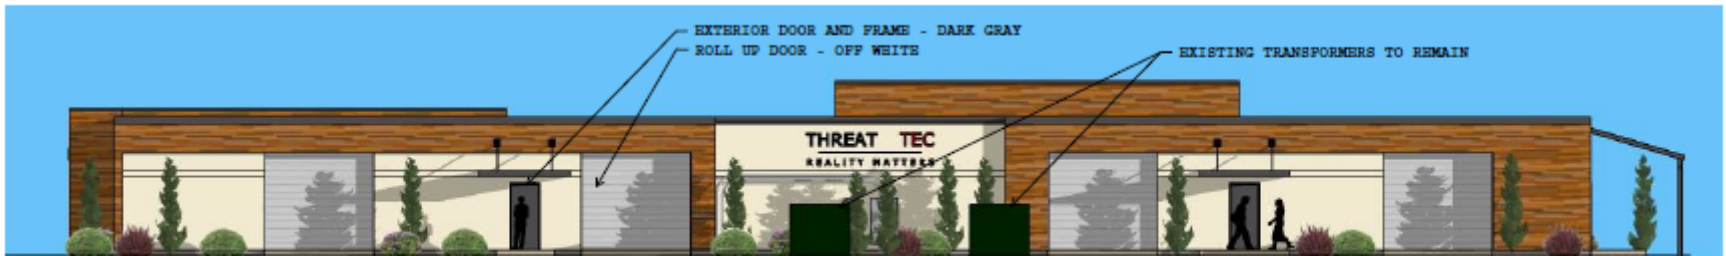 EXTERIOR DOOR AND FRAME - DARK GRAY
ROLL UP DOOR - OFF WHITE
EXISTING TRANSFORMERS TO REMAIN
THREAT TEC
REALITY MATTERS